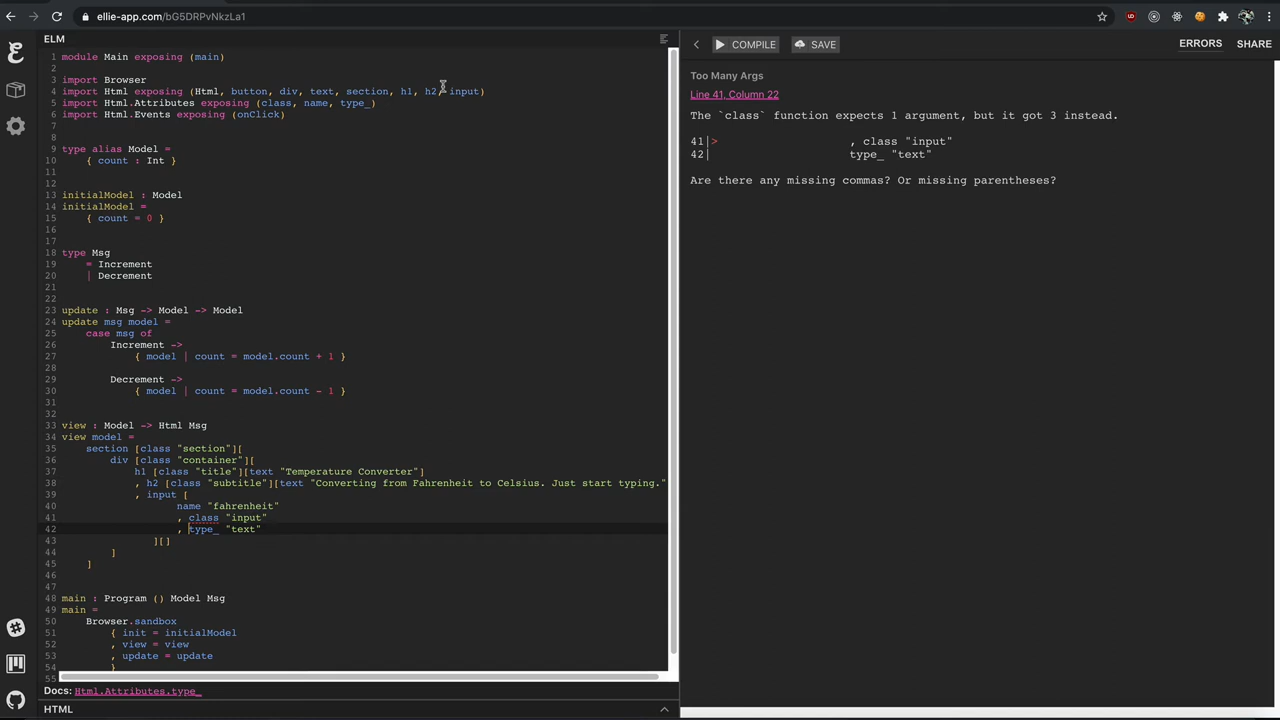 ellie-app.com/bG5DRPvNkzLa1
ELM
COMPILE
SAVE
ERRORS
SHARE
1 module Main exposing (main)
2
3 import Browser
4 import Html exposing (Html, button, div, text, section, h1, h2, input)
5 import Html.Attributes exposing (class, name, type_)
6 import Html.Events exposing (onClick)
7
8
9 type alias Model =
10     { count : Int }
11
12
13 initialModel : Model
14 initialModel =
15     { count = 0 }
16
17
18 type Msg
19     = Increment
20     | Decrement
21
22
23 update : Msg -> Model -> Model
24 update msg model =
25     case msg of
26         Increment ->
27             { model | count = model.count + 1 }
28
29         Decrement ->
30             { model | count = model.count - 1 }
31
32
33 view : Model -> Html Msg
34 view model =
35     section [class "section"][
36         div [class "container"][
37             h1 [class "title"][text "Temperature Converter"]
38             , h2 [class "subtitle"][text "Converting from Fahrenheit to Celsius. Just start typing."
39             , input [
40                    name "fahrenheit"
41                    , class "input"
42                    , type_ "text"
43                ][]
44         ]
45     ]
46
47
48 main : Program () Model Msg
49 main =
50     Browser.sandbox
51         { init = initialModel
52         , view = view
53         , update = update
54         }
55
Docs: Html.Attributes.type_
HTML
Too Many Args
Line 41, Column 22
The `class` function expects 1 argument, but it got 3 instead.
41|>                    , class "input"
42|                     type_ "text"
Are there any missing commas? Or missing parentheses?